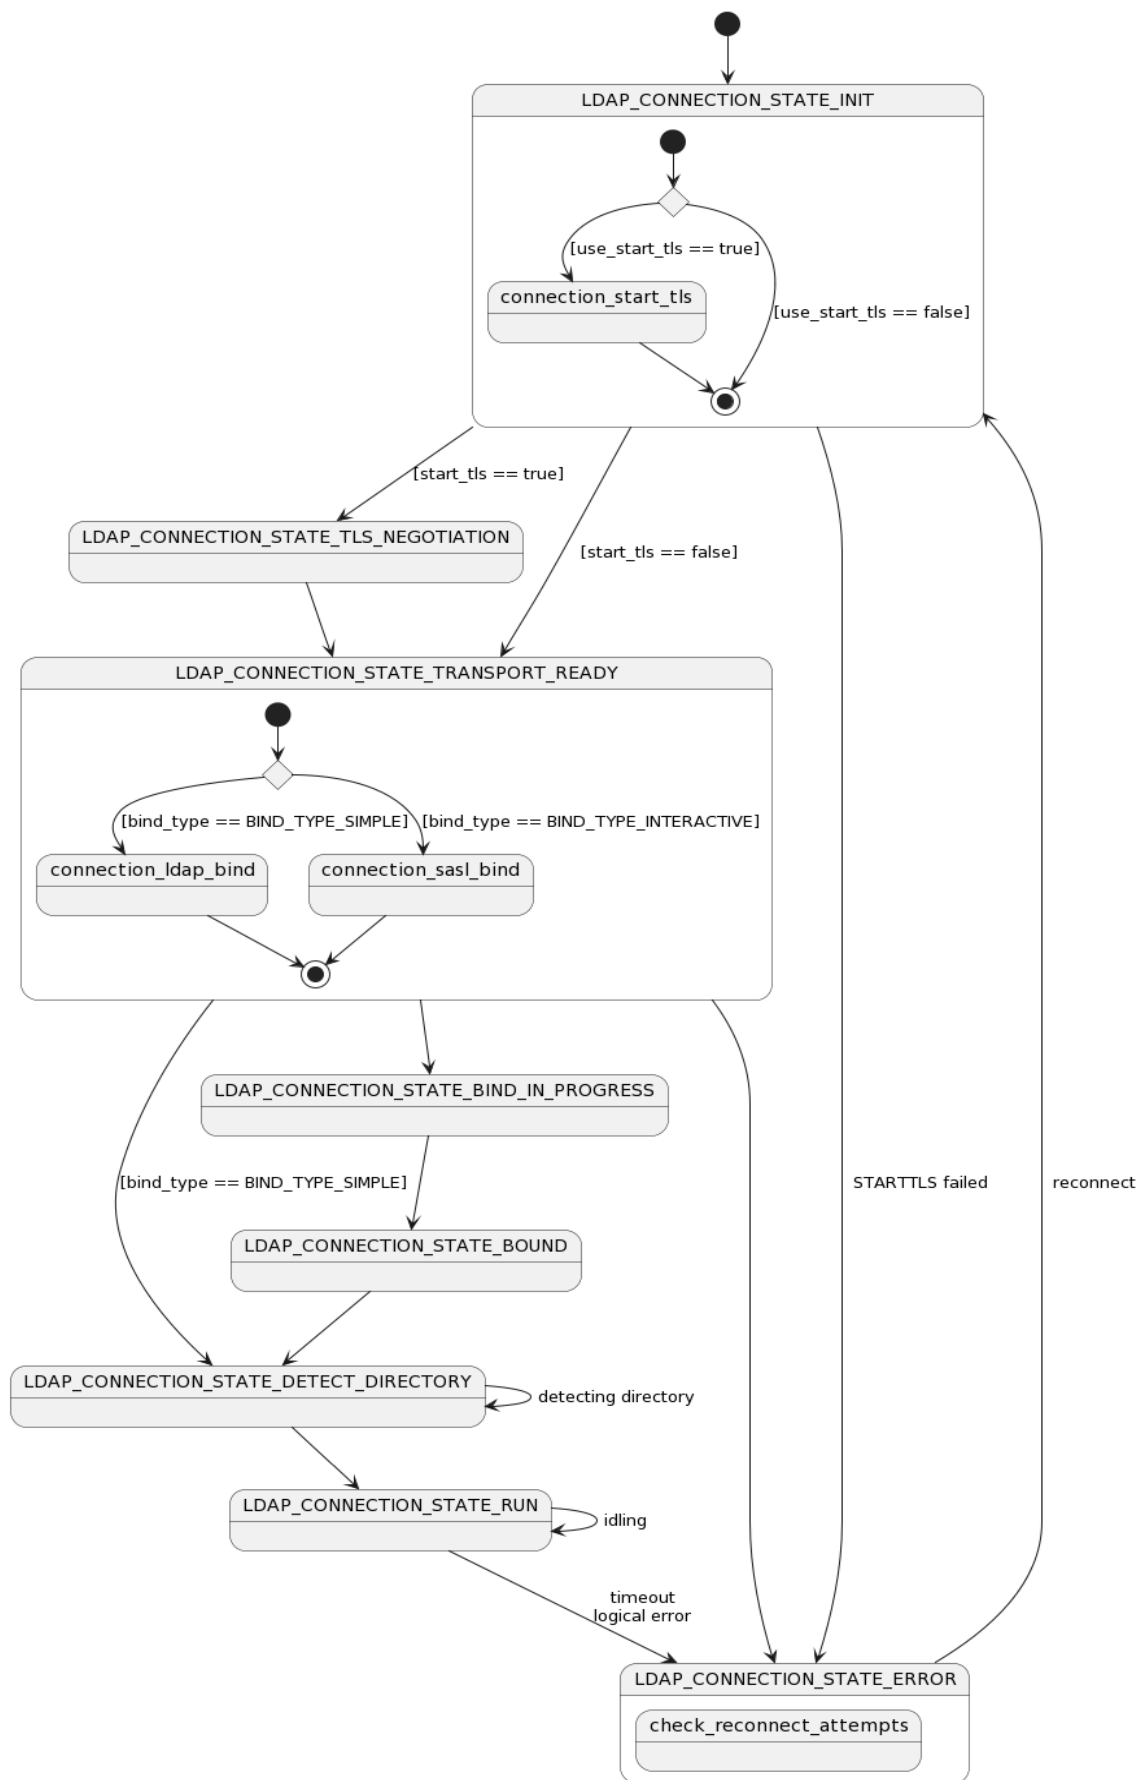 LDAP_CONNECTION_STATE_INIT
[use_start_tls == true]
connection_start_tls
[use_start_tls == false]
[start_tls == true]
LDAP_CONNECTION_STATE_TLS_NEGOTIATION
[start_tls == false]
LDAP_CONNECTION_STATE_TRANSPORT_READY
[bind_type == BIND_TYPE_SIMPLE]
[bind_type == BIND_TYPE_INTERACTIVE]
connection_ldap_bind
connection_sasl_bind
LDAP_CONNECTION_STATE_BIND_IN_PROGRESS
[bind_type == BIND_TYPE_SIMPLE]
STARTTLS failed
reconnect
LDAP_CONNECTION_STATE_BOUND
LDAP_CONNECTION_STATE_DETECT_DIRECTORY
detecting directory
LDAP_CONNECTION_STATE_RUN
idling
timeout
logical error
LDAP_CONNECTION_STATE_ERROR
check_reconnect_attempts